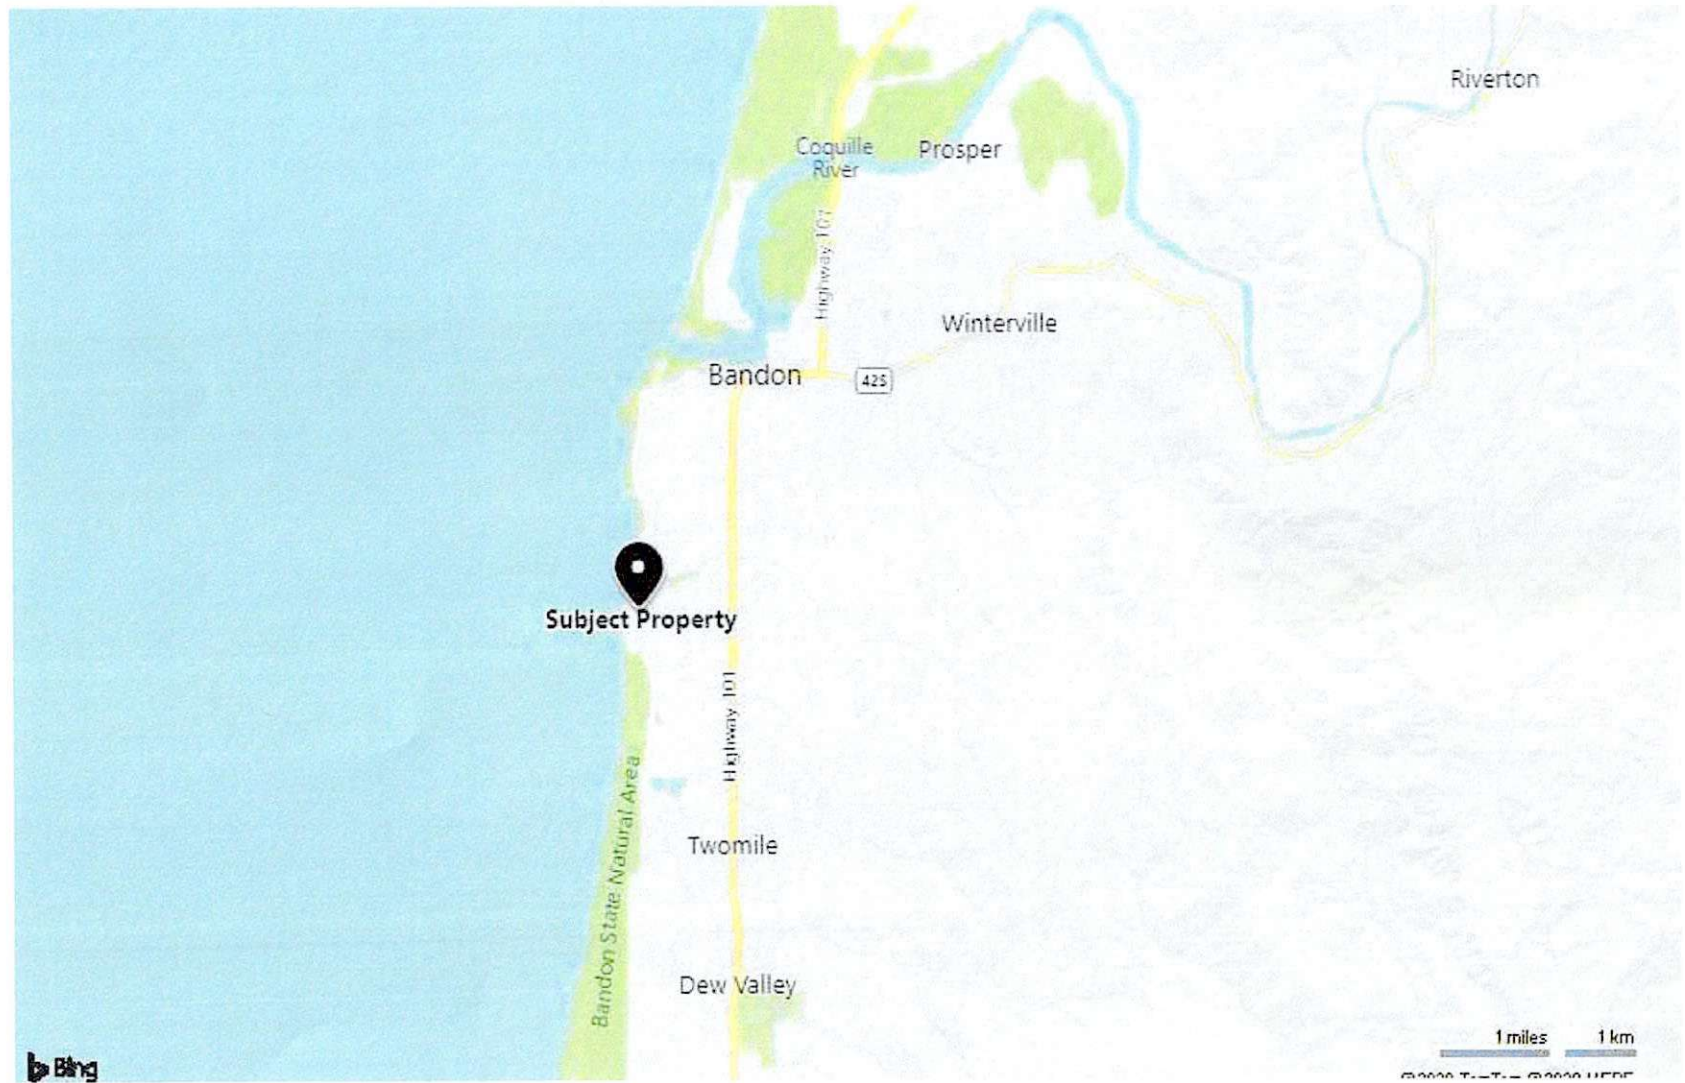 Riverton
Coquille
River
Prosper
Highway 101
Winterville
Bandon
42S
Subject Property
Highway 101
Bandon State Natural Area
Twomile
Dew Valley
1 miles
1 km
Bing